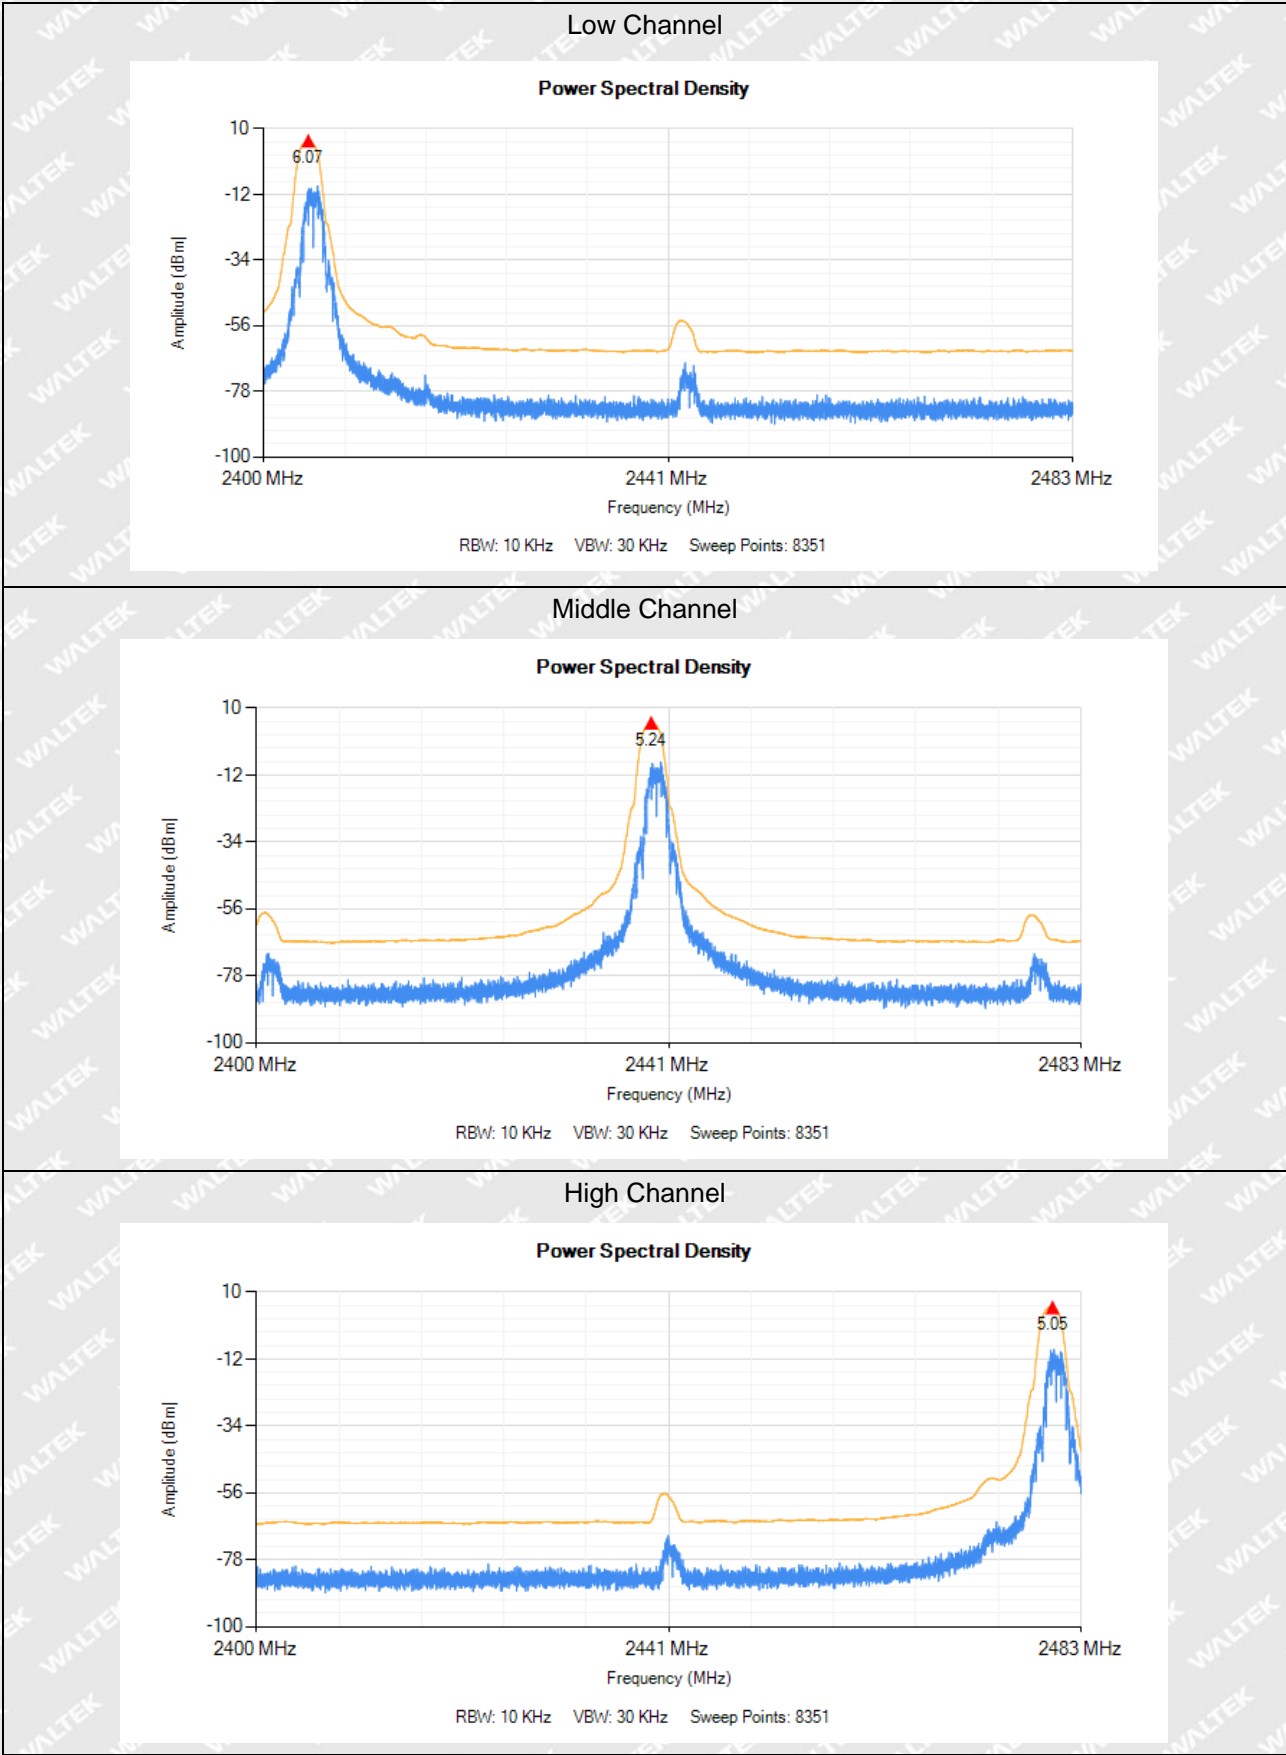 Low Channel
Power Spectral Density
10
6.07
-12
-34
Amplitude (dBm|
-56
-78
-100
2400 MHz 2441 MHz 2483 MHz
Frequency (MHz)
RBW: 10 KHz VBW: 30 KHz Sweep Points: 8351
Middle Channel
Power Spectral Density
10
5.24
-12
-34
Amplitude (dBm|
-56
-78
-100
2400 MHz 2441 MHz 2483 MHz
Frequency (MHz)
RBW: 10 KHz VBW: 30 KHz Sweep Points: 8351
High Channel
Power Spectral Density
10
5.05
-12
-34
Amplitude (dBm|
-56
-78
-100
2400 MHz 2441 MHz 2483 MHz
Frequency (MHz)
RBW: 10 KHz VBW: 30 KHz Sweep Points: 8351
WALTEK